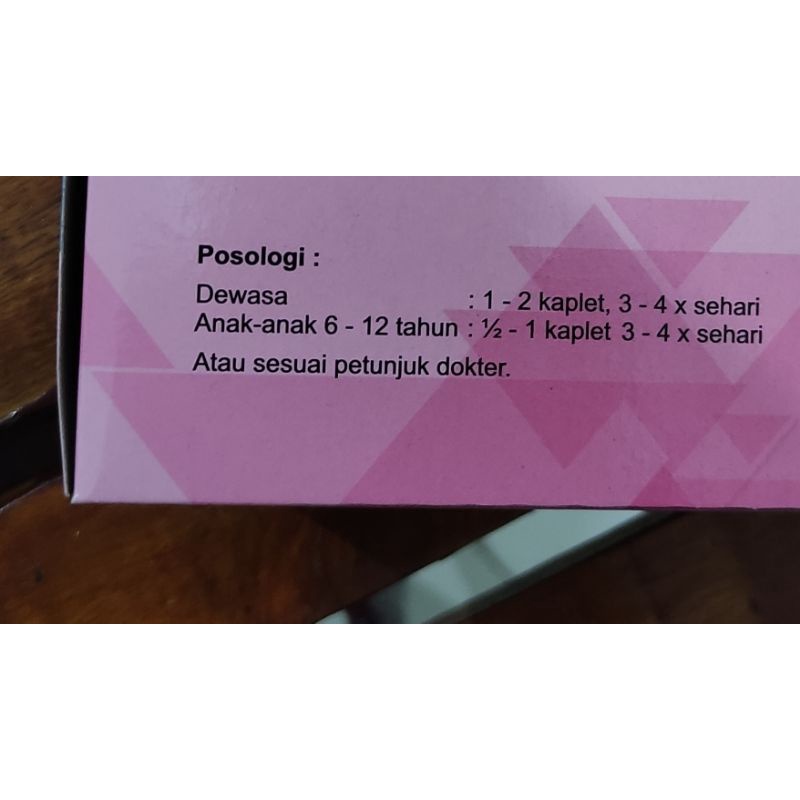 Posologi :
Dewasa : 1 - 2 kaplet, 3 - 4 x sehari
Anak-anak 6 - 12 tahun : ½ - 1 kaplet 3 - 4 x sehari
Atau sesuai petunjuk dokter.